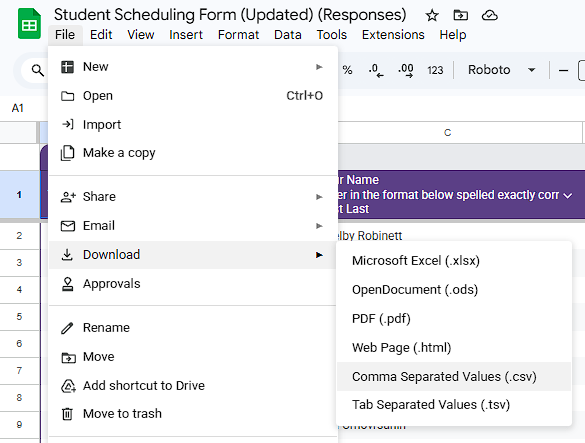 Student Scheduling Form (Updated) (Responses)
File Edit View Insert Format Data Tools Extensions Help
% .0 .00 123 Roboto
A1
C
New
Open Ctrl+O
Import
Make a copy
Share
Email
Download
Approvals
Rename
Move
Add shortcut to Drive
Move to trash
Microsoft Excel (.xlsx)
OpenDocument (.ods)
PDF (.pdf)
Web Page (.html)
Comma Separated Values (.csv)
Tab Separated Values (.tsv)
1
ur Name
er in the format below spelled exactly corr
t Last
2
lby Robinett
3
4
5
6
7
8
9